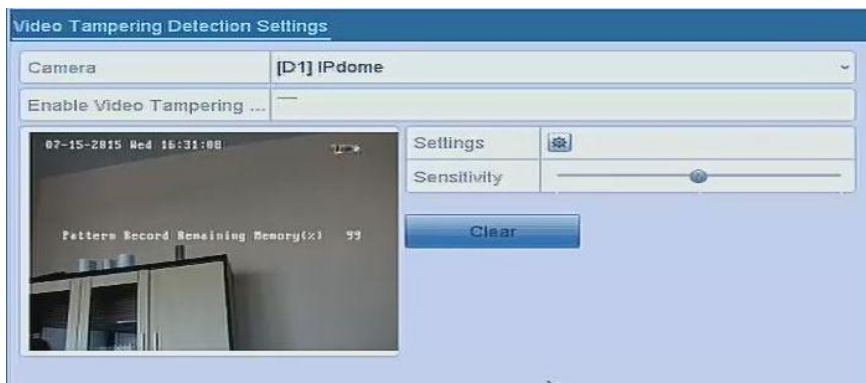 Video Tampering Detection Settings
Camera
[D1] IPdome
Enable Video Tampering ...
07-15-2015 Wed 16:31:08
Settings
Sensitivity
Pattern Record Remaining Memory(%) 99
Clear